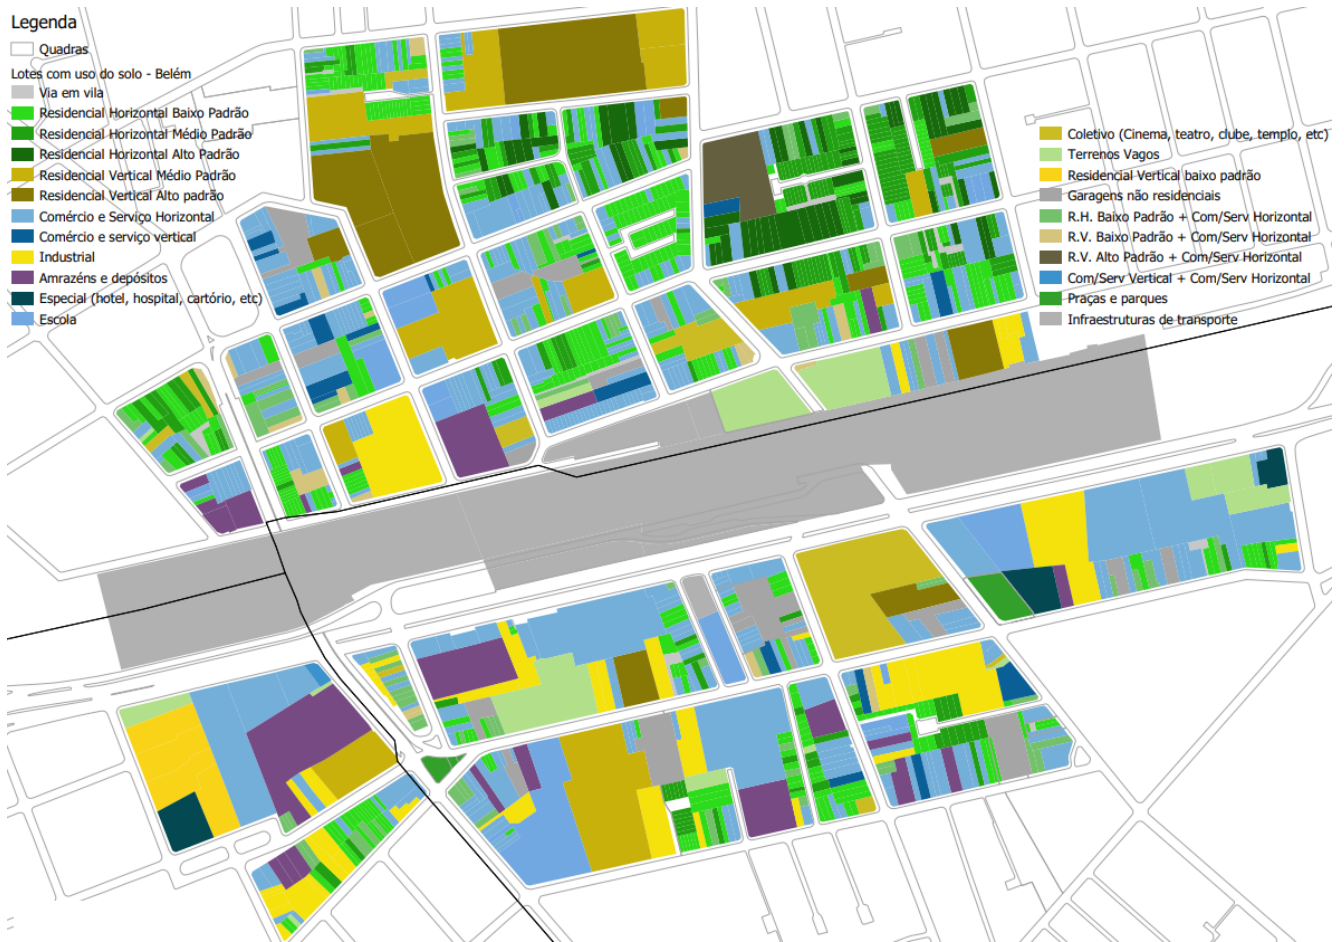 Legenda
Quadras
Lotes com uso do solo - Belém
Via em vila
Residencial Horizontal Baixo Padrão
Residencial Horizontal Médio Padrão
Residencial Horizontal Alto Padrão
Residencial Vertical Médio Padrão
Residencial Vertical Alto padrão
Comércio e Serviço Horizontal
Comércio e serviço vertical
Industrial
Amrazéns e depósitos
Especial (hotel, hospital, cartório, etc)
Escola
Coletivo (Cinema, teatro, clube, templo, etc)
Terrenos Vagos
Residencial Vertical baixo padrão
Garagens não residenciais
R.H. Baixo Padrão + Com/Serv Horizontal
R.V. Baixo Padrão + Com/Serv Horizontal
R.V. Alto Padrão + Com/Serv Horizontal
Com/Serv Vertical + Com/Serv Horizontal
Praças e parques
Infraestruturas de transporte